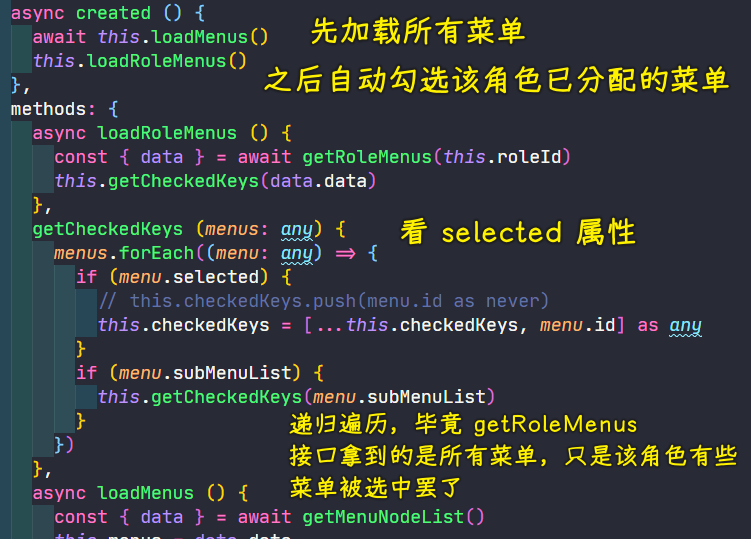 async created () {
await this.loadMenus()
先加载所有菜单
this.loadRoleMenus()
之后自动勾选该角色已分配的菜单
},
methods: {
async loadRoleMenus () {
const { data } = await getRoleMenus(this.roleId)
this.getCheckedKeys(data.data)
},
getCheckedKeys (menus: any) {
看 selected 属性
menus.forEach((menu: any) => {
if (menu.selected) {
// this.checkedKeys.push(menu.id as never)
this.checkedKeys = [...this.checkedKeys, menu.id] as any
}
if (menu.subMenuList) {
this.getCheckedKeys(menu.subMenuList)
}
递归遍历，毕竟 getRoleMenus
})
接口拿到的是所有菜单，只是该角色有些
},
菜单被选中罢了
async loadMenus () {
const { data } = await getMenuNodeList()
this.menus = data.data